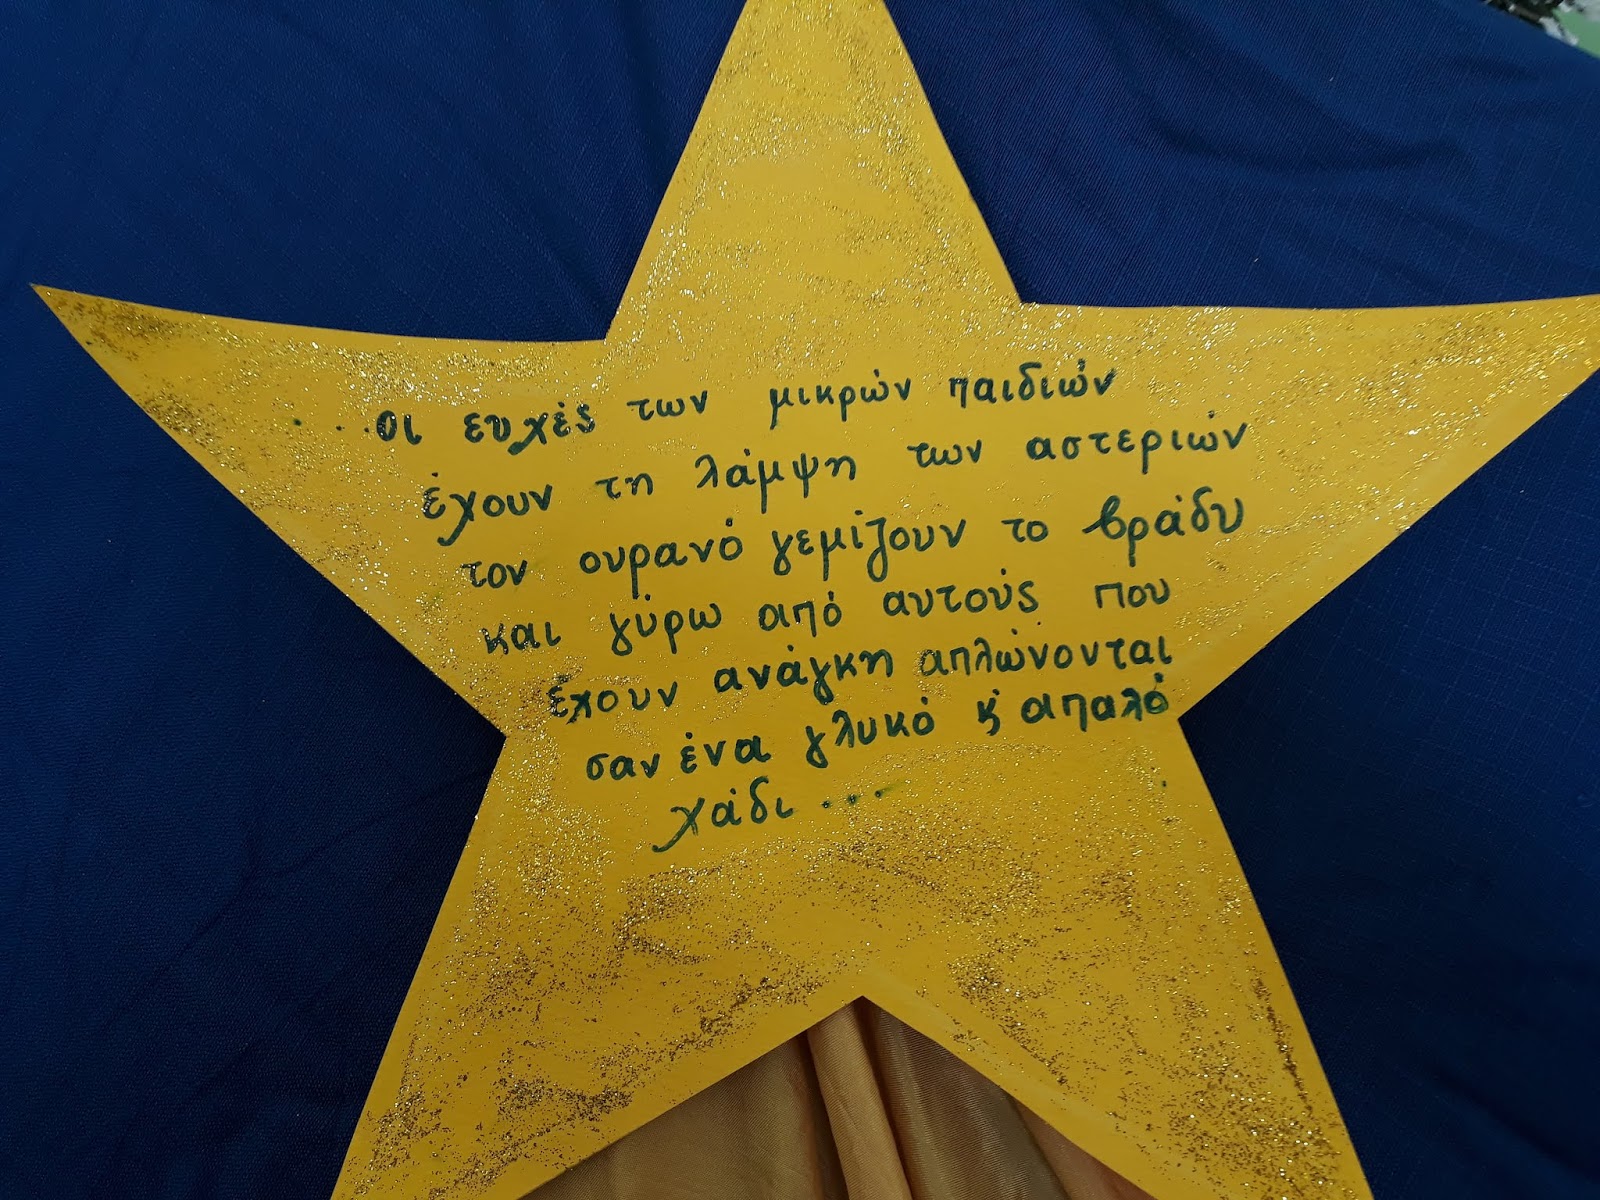 ...οι ευχές των μικρών παιδιών
έχουν τη λάμψη των αστεριών
τον ουρανό γεμίζουν το βράδυ
και γύρω από αυτούς που
έχουν ανάγκη απλώνονται
σαν ένα γλυκό κ' απαλό
χάδι...